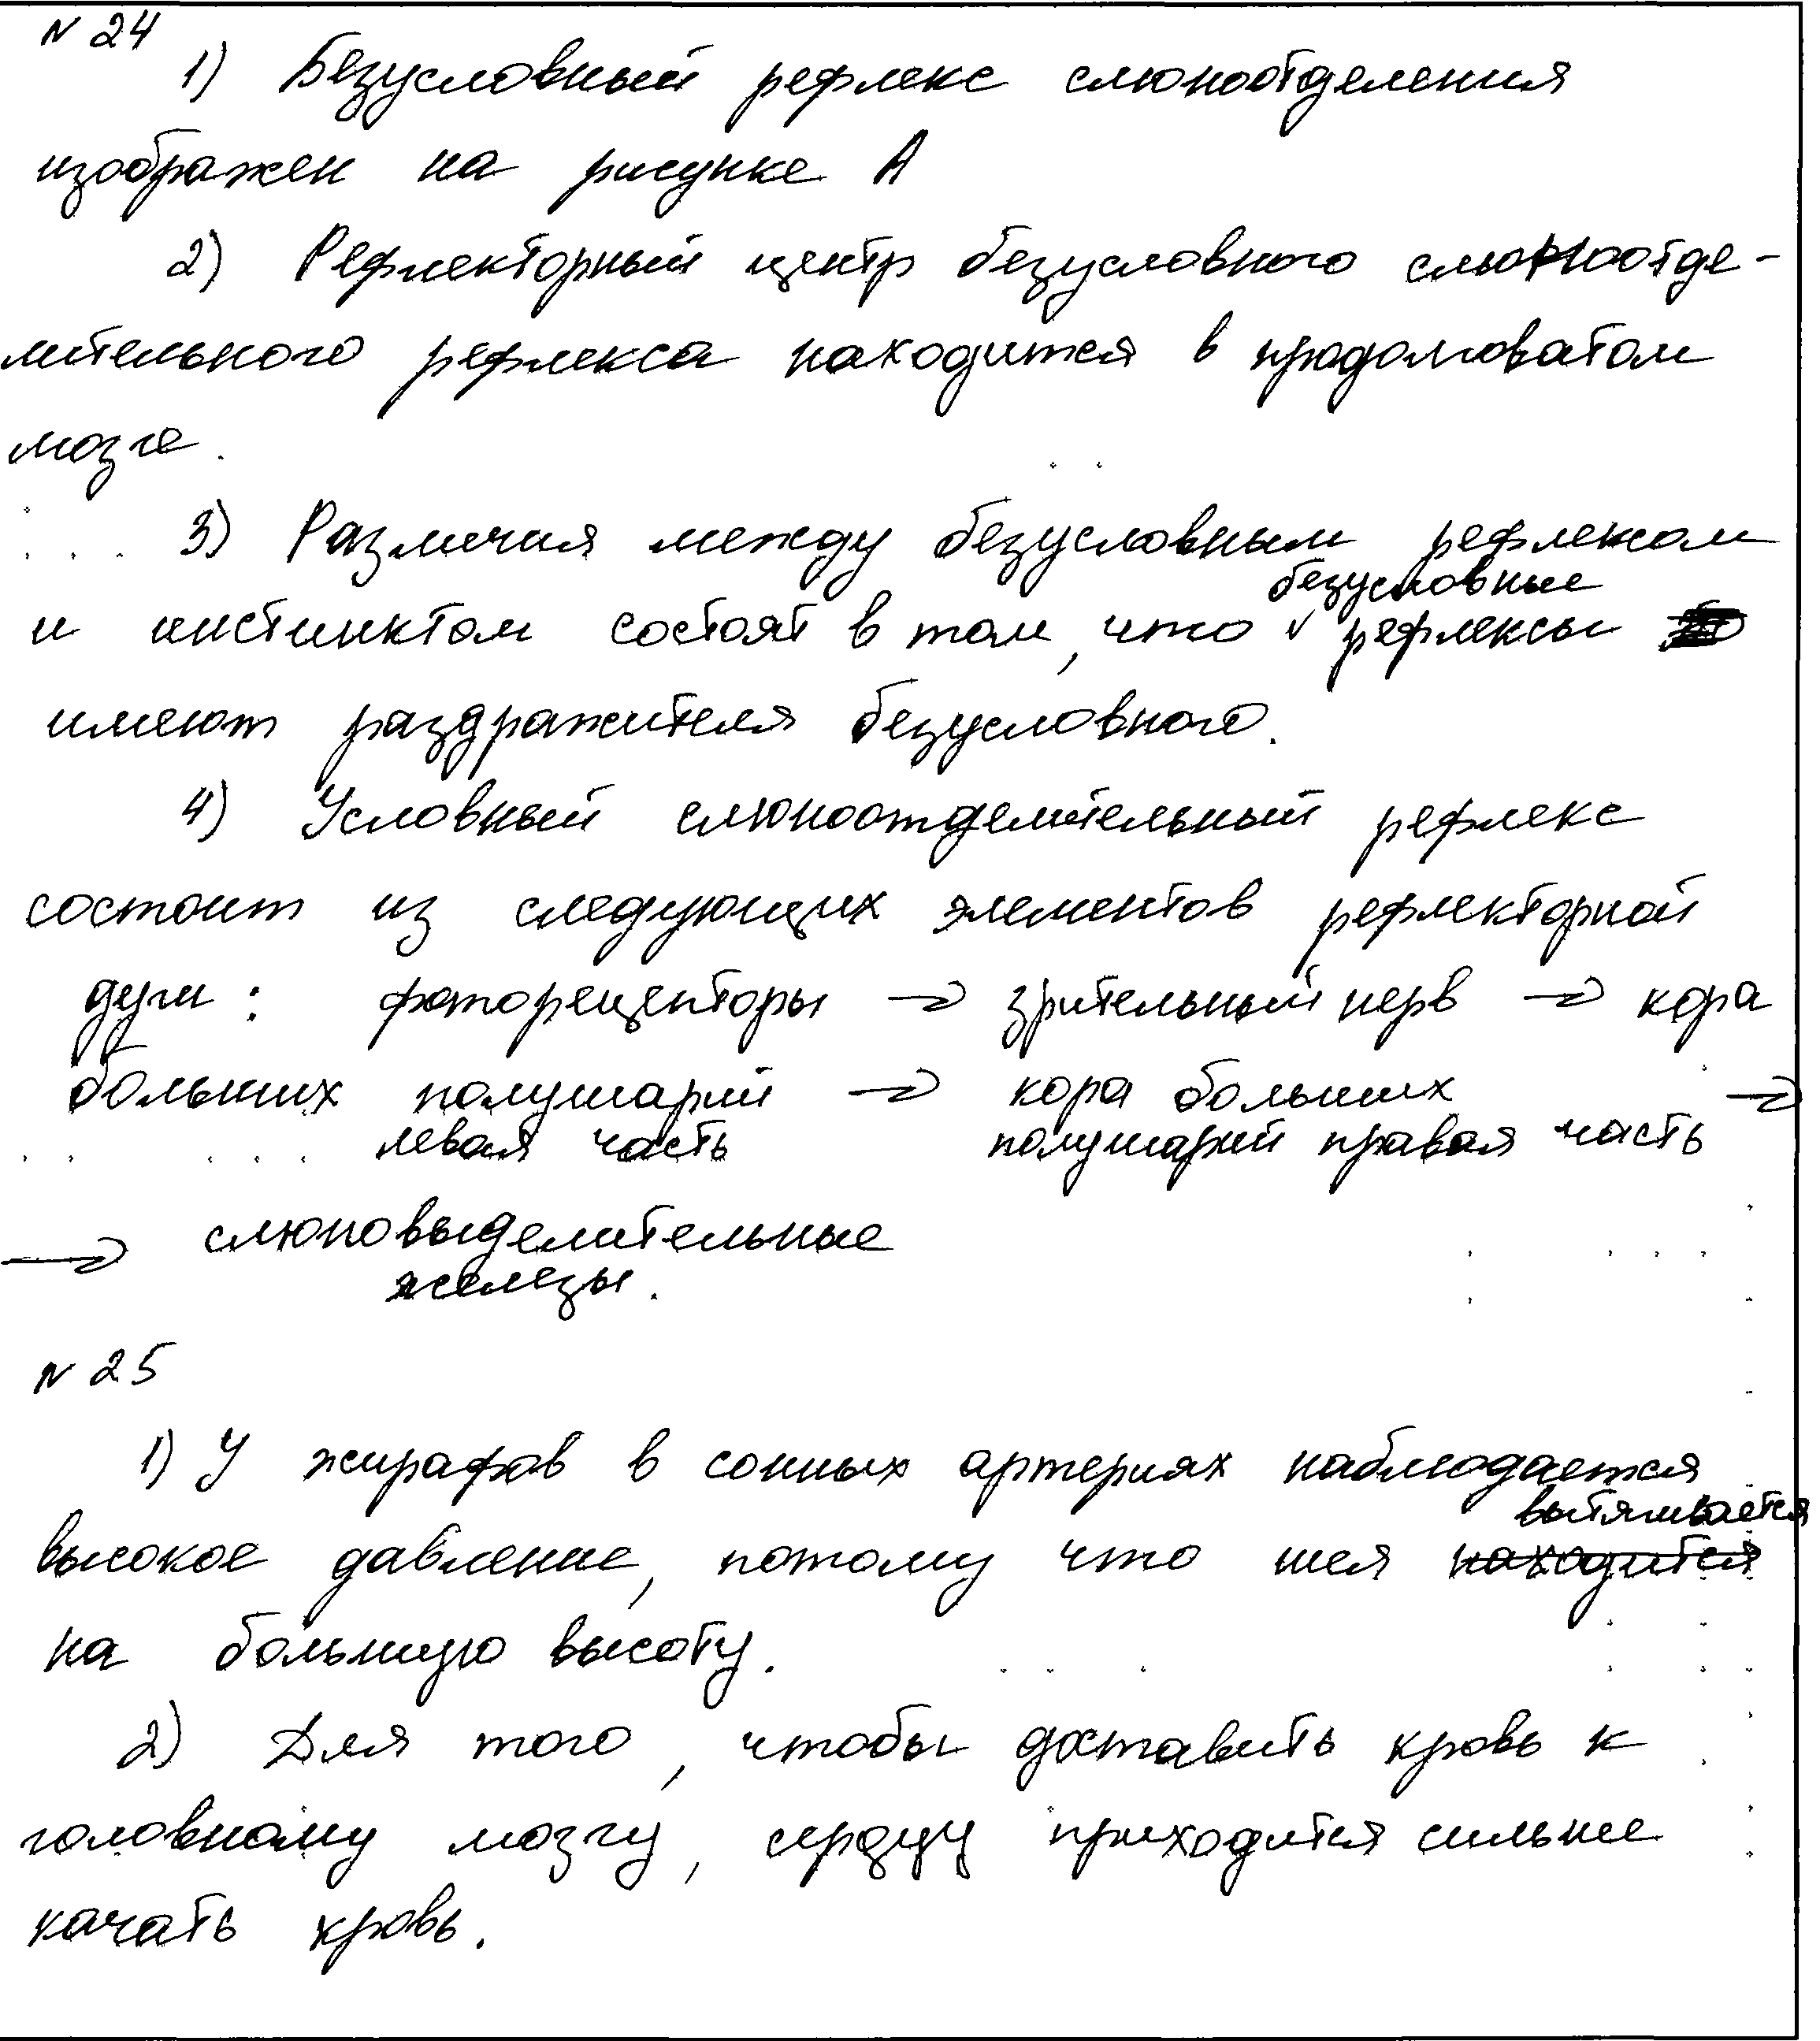 N 24
1) Безусловный рефлекс слюноотделения
изображен на рисунке А
2) Рефлекторный центр безусловного слюноотде-
лительного рефлекса находится в продолговатом
мозге.
3) Различия между безусловным рефлексом
и инстинктом состоят в том, что безусловные рефлексы
имеют раздражителя безусловного.
4) Условный слюноотделительный рефлекс
состоит из следующих элементов рефлекторной
дуги: фоторецепторы → зрительный нерв → кора
больших полушарий → кора больших →
левая часть полушарий правая часть
→ слюновыделительные
железы.
N 25
1) У жирафов в сонных артериях наблюдается
вытягивается
высокое давление, потому что шея находится
на большую высоту.
2) Для того, чтобы доставить кровь к
головному мозгу, сердцу приходится сильнее
качать кровь.